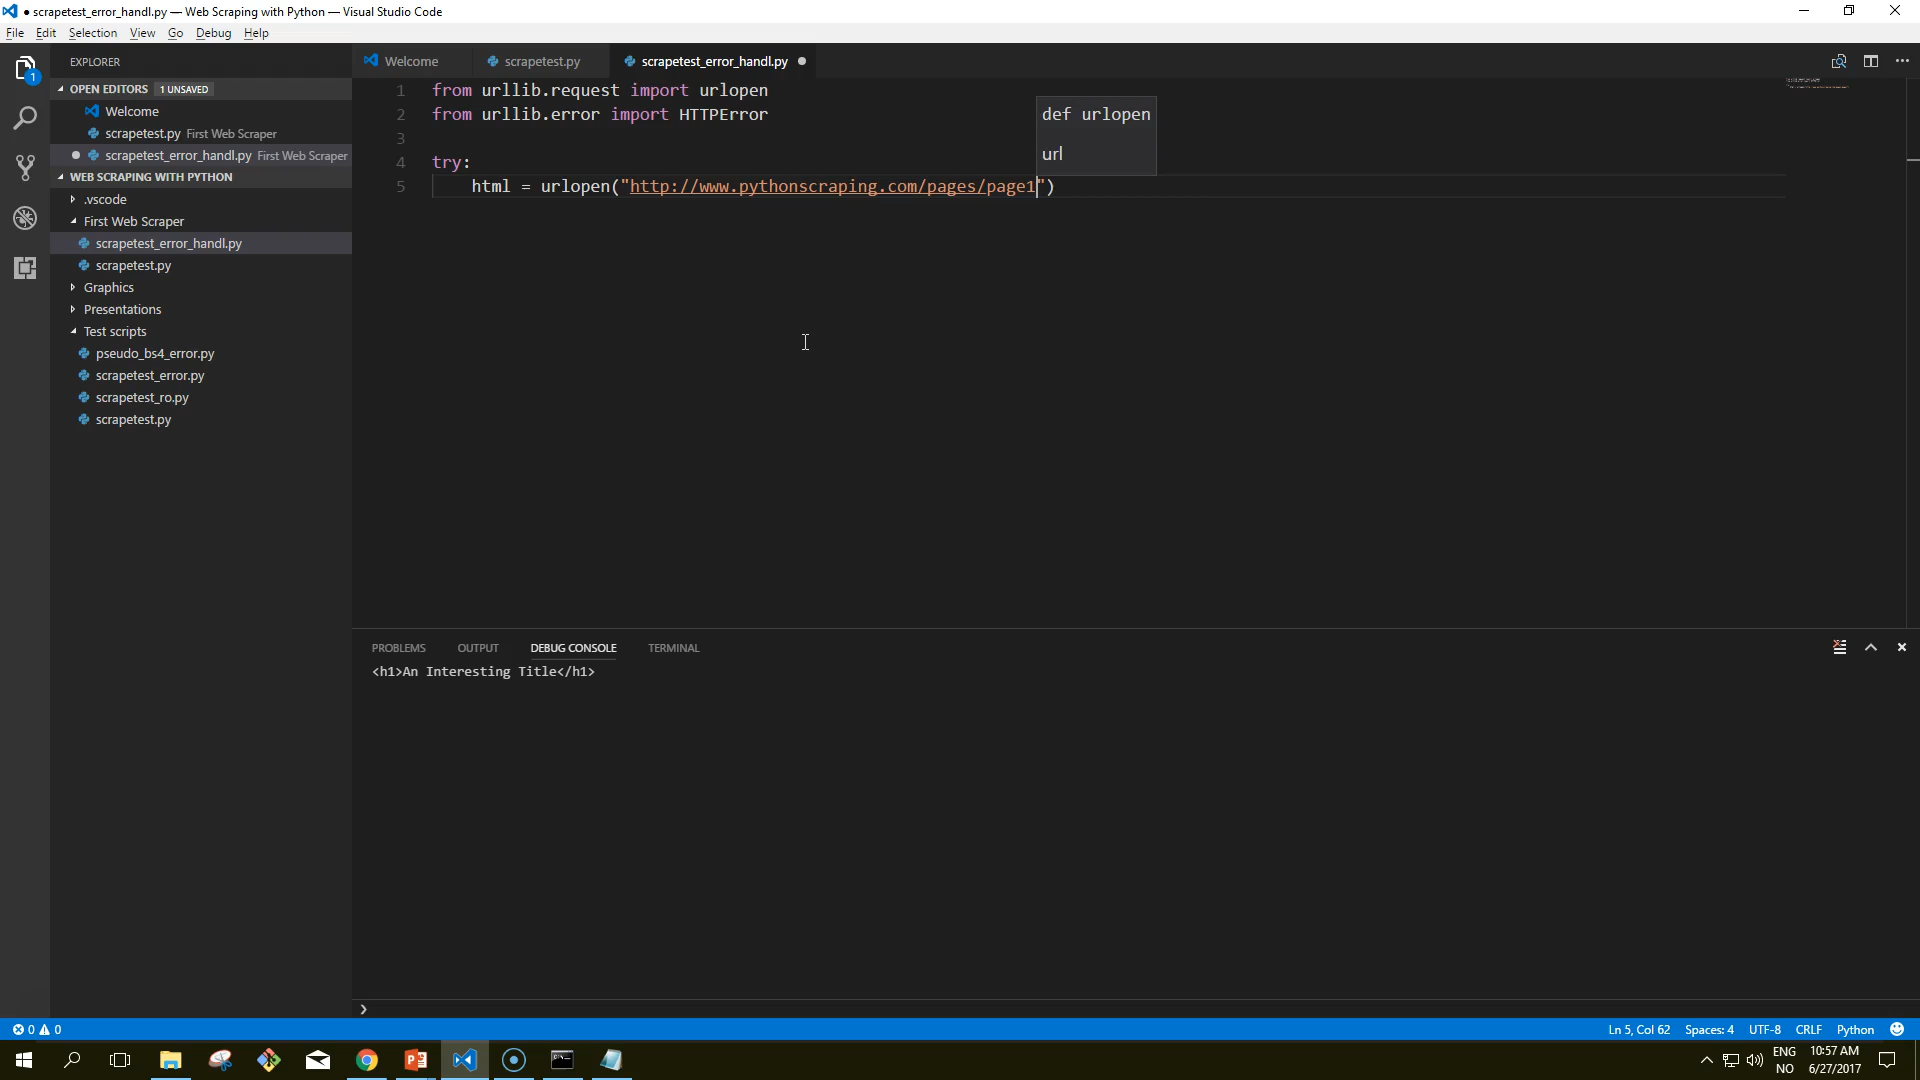 ● scrapetest_error_handl.py — Web Scraping with Python — Visual Studio Code
File Edit Selection View Go Debug Help
EXPLORER
OPEN EDITORS 1 UNSAVED
Welcome
scrapetest.py First Web Scraper
scrapetest_error_handl.py First Web Scraper
WEB SCRAPING WITH PYTHON
.vscode
First Web Scraper
scrapetest_error_handl.py
scrapetest.py
Graphics
Presentations
Test scripts
pseudo_bs4_error.py
scrapetest_error.py
scrapetest_ro.py
scrapetest.py
1
Welcome scrapetest.py scrapetest_error_handl.py
1 from urllib.request import urlopen
2 from urllib.error import HTTPError
3
4 try:
5 html = urlopen("http://www.pythonscraping.com/pages/page1")
def urlopen
url
PROBLEMS OUTPUT DEBUG CONSOLE TERMINAL
<h1>An Interesting Title</h1>
0 0
Ln 5, Col 62 Spaces: 4 UTF-8 CRLF Python
ENG 10:57 AM
NO 6/27/2017